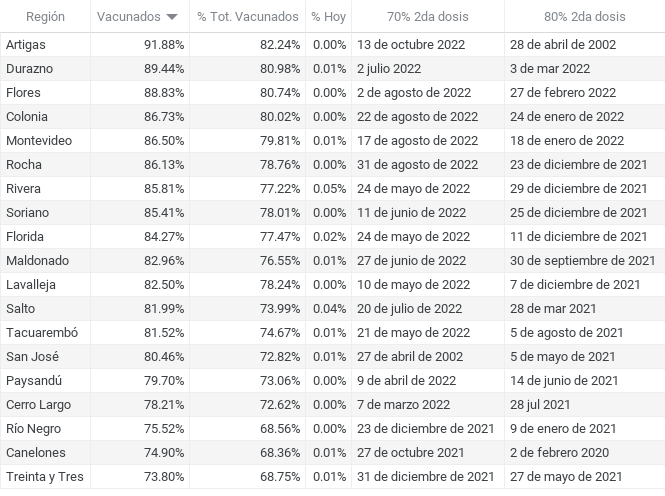 Región Vacunados % Tot. Vacunados % Hoy 70% 2da dosis 80% 2da dosis
Artigas 91.88% 82.24% 0.00% 13 de octubre 2022 28 de abril de 2002
Durazno 89.44% 80.98% 0.01% 2 julio 2022 3 de mar 2022
Flores 88.83% 80.74% 0.00% 2 de agosto de 2022 27 de febrero 2022
Colonia 86.73% 80.02% 0.00% 22 de agosto de 2022 24 de enero de 2022
Montevideo 86.50% 79.81% 0.01% 17 de agosto de 2022 18 de enero de 2022
Rocha 86.13% 78.76% 0.00% 31 de agosto de 2022 23 de diciembre de 2021
Rivera 85.81% 77.22% 0.05% 24 de mayo de 2022 29 de diciembre de 2021
Soriano 85.41% 78.01% 0.00% 11 de junio de 2022 25 de diciembre de 2021
Florida 84.27% 77.47% 0.02% 24 de mayo de 2022 11 de diciembre de 2021
Maldonado 82.96% 76.55% 0.01% 27 de junio de 2022 30 de septiembre de 2021
Lavalleja 82.50% 78.24% 0.00% 10 de mayo de 2022 7 de diciembre de 2021
Salto 81.99% 73.99% 0.04% 20 de julio de 2022 28 de mar 2021
Tacuarembó 81.52% 74.67% 0.01% 21 de mayo de 2022 5 de agosto de 2021
San José 80.46% 72.82% 0.01% 27 de abril de 2002 5 de mayo de 2021
Paysandú 79.70% 73.06% 0.00% 9 de abril de 2022 14 de junio de 2021
Cerro Largo 78.21% 72.62% 0.00% 7 de marzo 2022 28 jul 2021
Río Negro 75.52% 68.56% 0.00% 23 de diciembre de 2021 9 de enero de 2021
Canelones 74.90% 68.36% 0.01% 27 de octubre 2021 2 de febrero 2020
Treinta y Tres 73.80% 68.75% 0.01% 31 de diciembre de 2021 27 de mayo de 2021